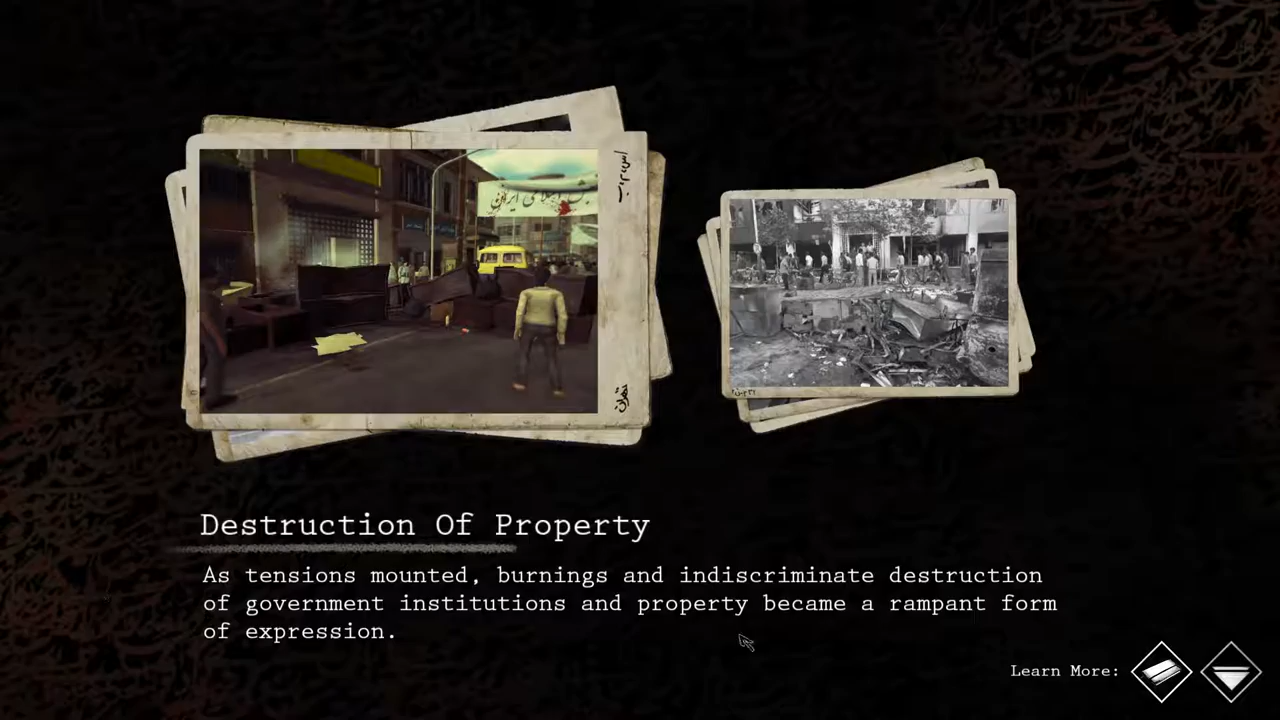 تهران
Destruction Of Property
As tensions mounted, burnings and indiscriminate destruction
of government institutions and property became a rampant form
of expression.
Learn More: